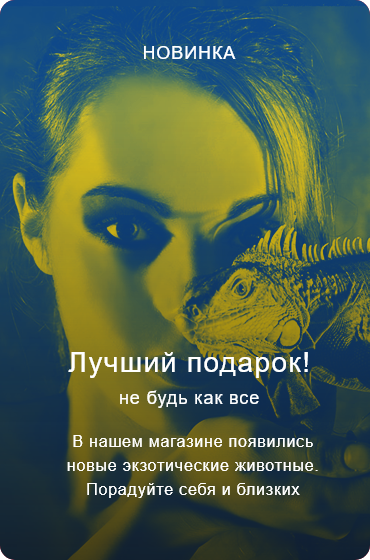 НОВИНКА
Лучший подарок!
не будь как все
В нашем магазине появились
новые экзотические животные.
Порадуйте себя и близких